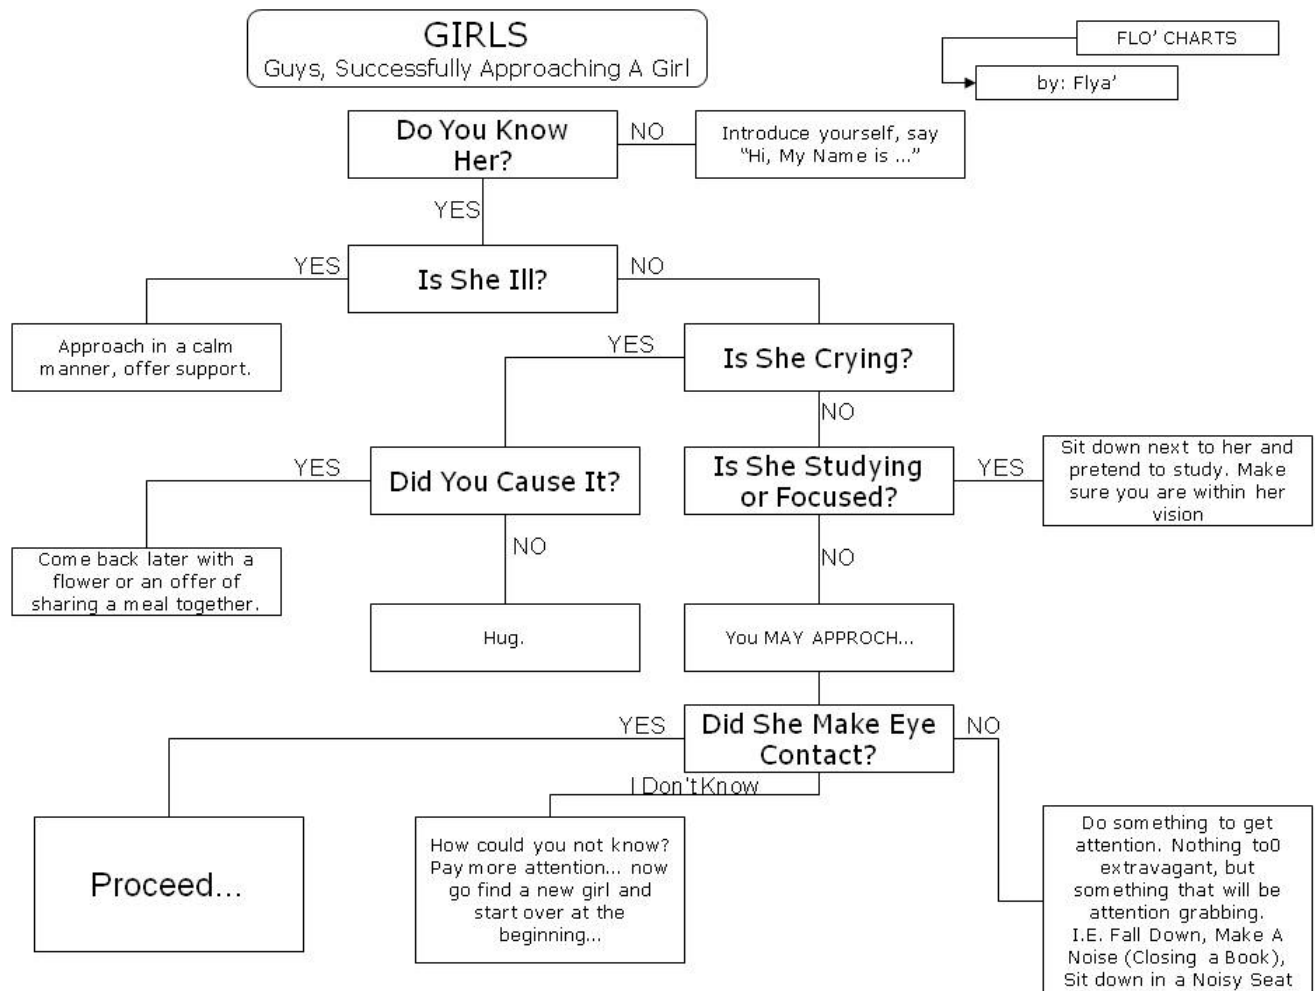 GIRLS
Guys, Successfully Approaching A Girl
FLO’ CHARTS
by: Flya’
Do You Know
Her?
NO
Introduce yourself, say
“Hi, My Name is ...”
YES
YES
Is She Ill?
NO
Approach in a calm
manner, offer support.
YES
Is She Crying?
NO
YES
Did You Cause It?
Is She Studying
or Focused?
YES
Sit down next to her and
pretend to study. Make
sure you are within her
vision
Come back later with a
flower or an offer of
sharing a meal together.
NO
NO
Hug.
You MAY APPROCH...
YES
Did She Make Eye
Contact?
NO
I Don't Know
Proceed...
How could you not know?
Pay more attention... now
go find a new girl and
start over at the
beginning...
Do something to get
attention. Nothing to0
extravagant, but
something that will be
attention grabbing.
I.E. Fall Down, Make A
Noise (Closing a Book),
Sit down in a Noisy Seat